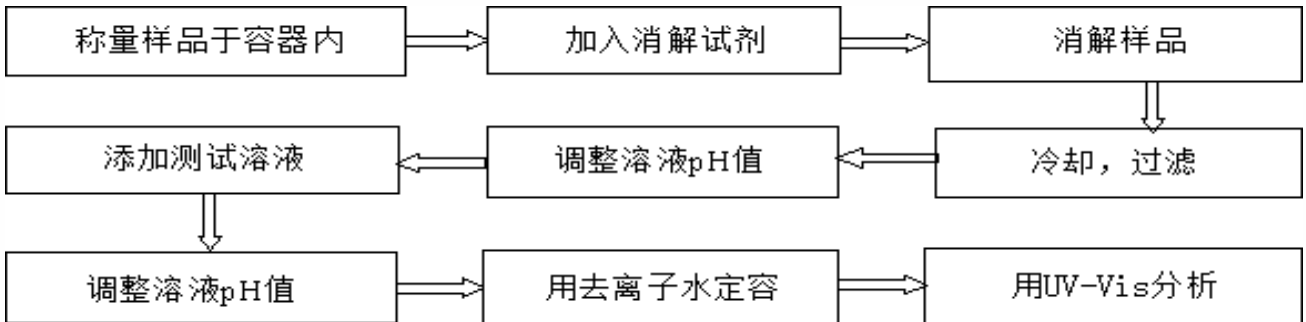 称量样品于容器内
加入消解试剂
消解样品
冷却，过滤
调整溶液pH值
添加测试溶液
调整溶液pH值
用去离子水定容
用UV-Vis分析